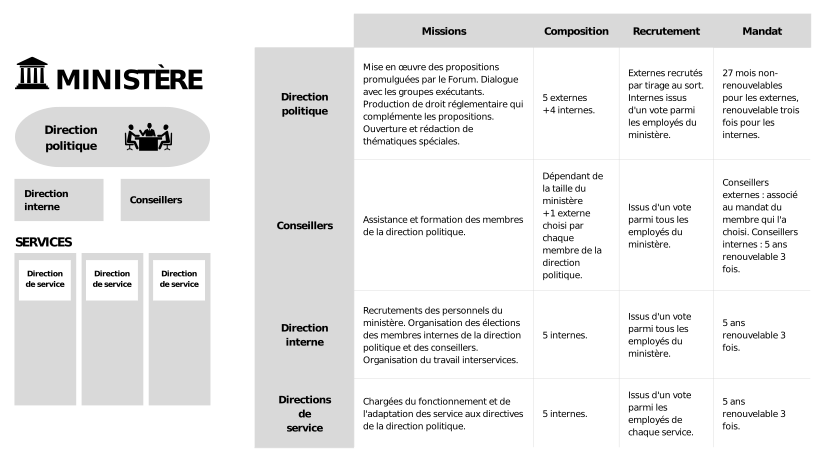 MINISTÈRE
Direction
politique
Direction
interne
Conseillers
SERVICES
Direction
de service
Direction
de service
Direction
de service
Missions
Composition
Recrutement
Mandat
Direction
politique
Mise en œuvre des propositions
promulguées par le Forum. Dialogue
avec les groupes exécutants.
Production de droit réglementaire qui
complémente les propositions.
Ouverture et rédaction de
thématiques spéciales.
5 externes
+4 internes.
Externes recrutés
par tirage au sort.
Internes issus
d'un vote parmi
les employés du
ministère.
27 mois non-
renouvelables
pour les externes,
renouvelable trois
fois pour les
internes.
Conseillers
Assistance et formation des membres
de la direction politique.
Dépendant de
la taille du
ministère
+1 externe
choisi par
chaque
membre de la
direction
politique.
Issus d'un vote
parmi tous les
employés du
ministère.
Conseillers
externes : associé
au mandat du
membre qui l'a
choisi. Conseillers
internes : 5 ans
renouvelable 3
fois.
Direction
interne
Recrutements des personnels du
ministère. Organisation des élections
des membres internes de la direction
politique et des conseillers.
Organisation du travail interservices.
5 internes.
Issus d'un vote
parmi tous les
employés du
ministère.
5 ans
renouvelable 3
fois.
Directions
de
service
Chargées du fonctionnement et de
l'adaptation des service aux directives
de la direction politique.
5 internes.
Issus d'un vote
parmi les
employés de
chaque service.
5 ans
renouvelable 3
fois.